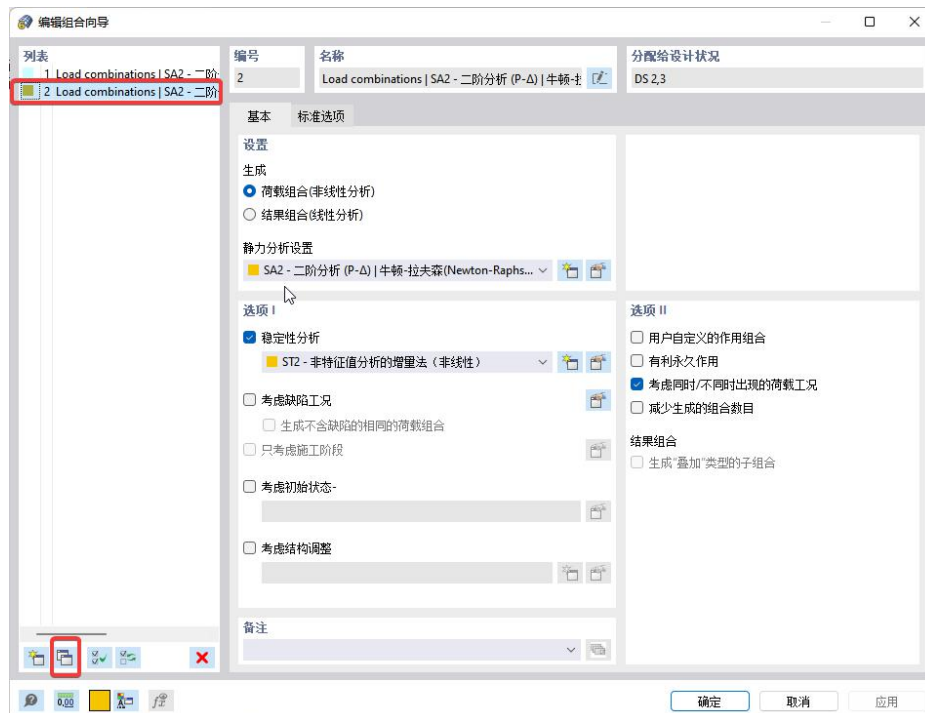 编辑组合向导
列表
1 Load combinations | SA2 - 二阶
2 Load combinations | SA2 - 二阶
编号
2
名称
Load combinations | SA2 - 二阶分析 (P-Δ) | 牛顿-
分配给设计状况
DS 2,3
基本
标准选项
设置
生成
荷载组合(非线性分析)
结果组合(线性分析)
静力分析设置
SA2 - 二阶分析 (P-Δ) | 牛顿-拉夫森(Newton-Raphs...
选项 I
稳定性分析
ST2 - 非特征值分析的增量法（非线性）
考虑缺陷工况
生成不含缺陷的相同的荷载组合
只考虑施工阶段
考虑初始状态-
考虑结构调整
选项 II
用户自定义的作用组合
有利永久作用
考虑同时/不同时出现的荷载工况
减少生成的组合数目
结果组合
生成"叠加"类型的子组合
备注
0,00
确定
取消
应用